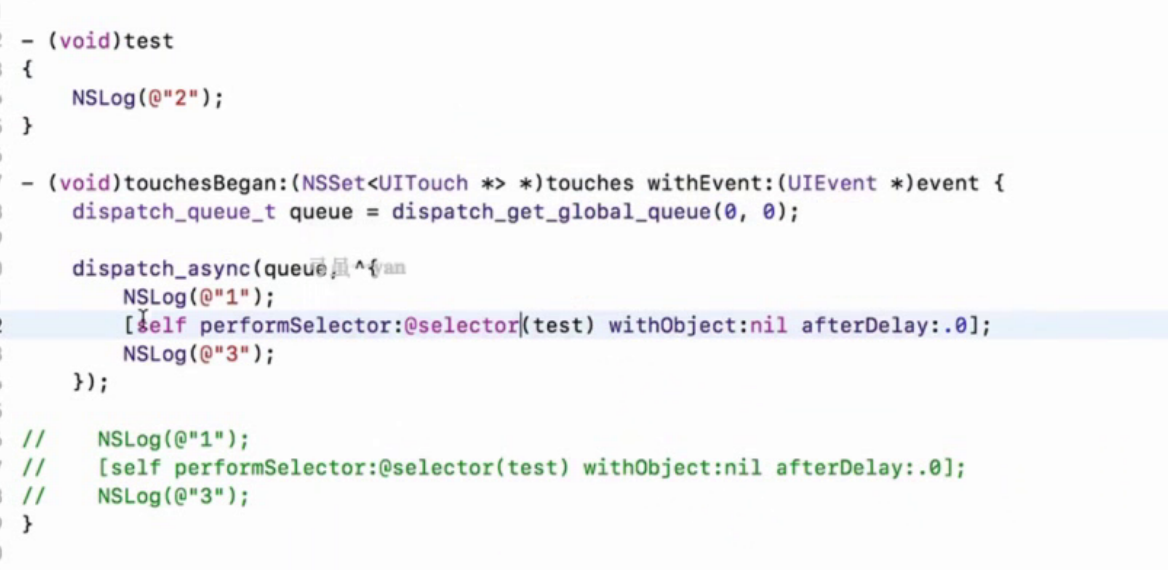 - (void)test
{
    NSLog(@"2");
}
- (void)touchesBegan:(NSSet<UITouch *> *)touches withEvent:(UIEvent *)event {
    dispatch_queue_t queue = dispatch_get_global_queue(0, 0);
    dispatch_async(queue, ^{
        NSLog(@"1");
        [self performSelector:@selector(test) withObject:nil afterDelay:.0];
        NSLog(@"3");
    });
//    NSLog(@"1");
//    [self performSelector:@selector(test) withObject:nil afterDelay:.0];
//    NSLog(@"3");
}